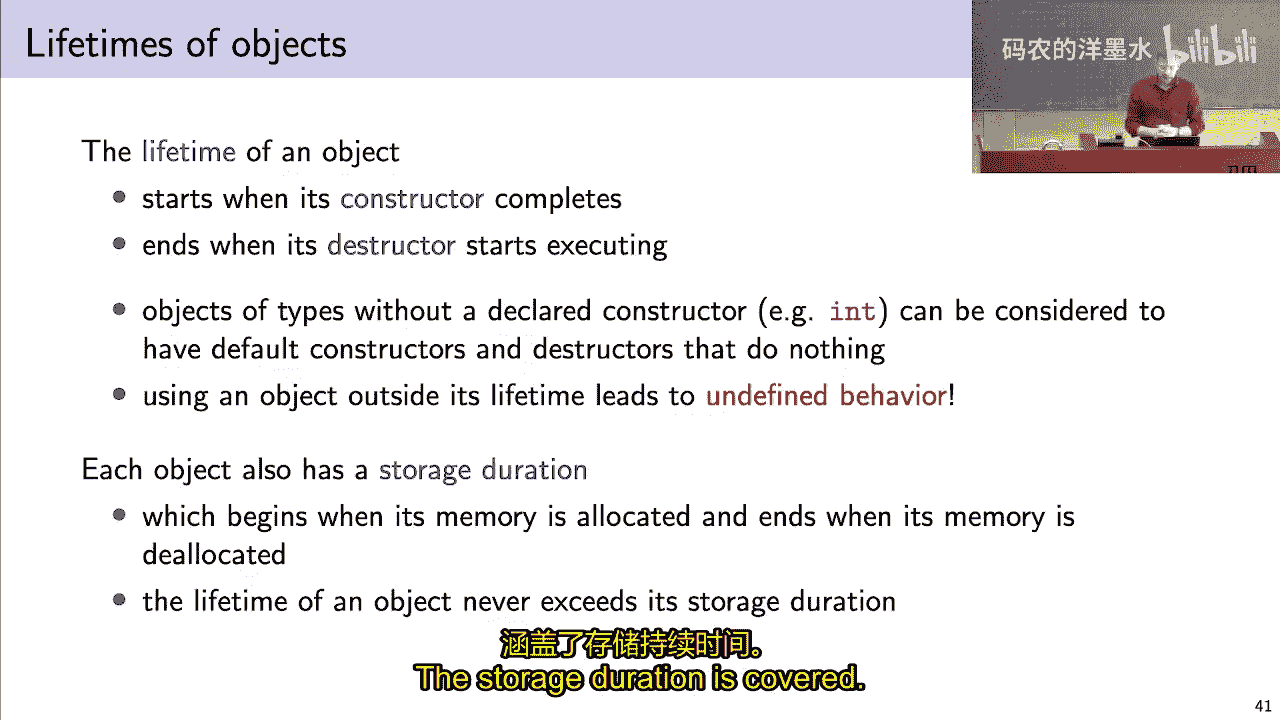 Lifetimes of objects
码农的洋墨水 bilibili
The lifetime of an object
• starts when its constructor completes
• ends when its destructor starts executing
• objects of types without a declared constructor (e.g. int) can be considered to
have default constructors and destructors that do nothing
• using an object outside its lifetime leads to undefined behavior!
Each object also has a storage duration
• which begins when its memory is allocated and ends when its memory is
deallocated
• the lifetime of an object never exceeds its storage duration
涵盖了存储持续时间。
The storage duration is covered.
41